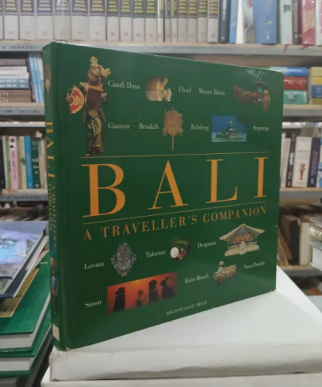 Candi Dasa
Ubud · Mount Batur
Gianyar · Besakih
Buleleng
Singaraja
BALI
A TRAVELLER'S COMPANION
Lovina
Tabanan
Denpasar
Sanur
Kuta Beach
Nusa Penida
ARCHIPELAGO PRESS
BALI